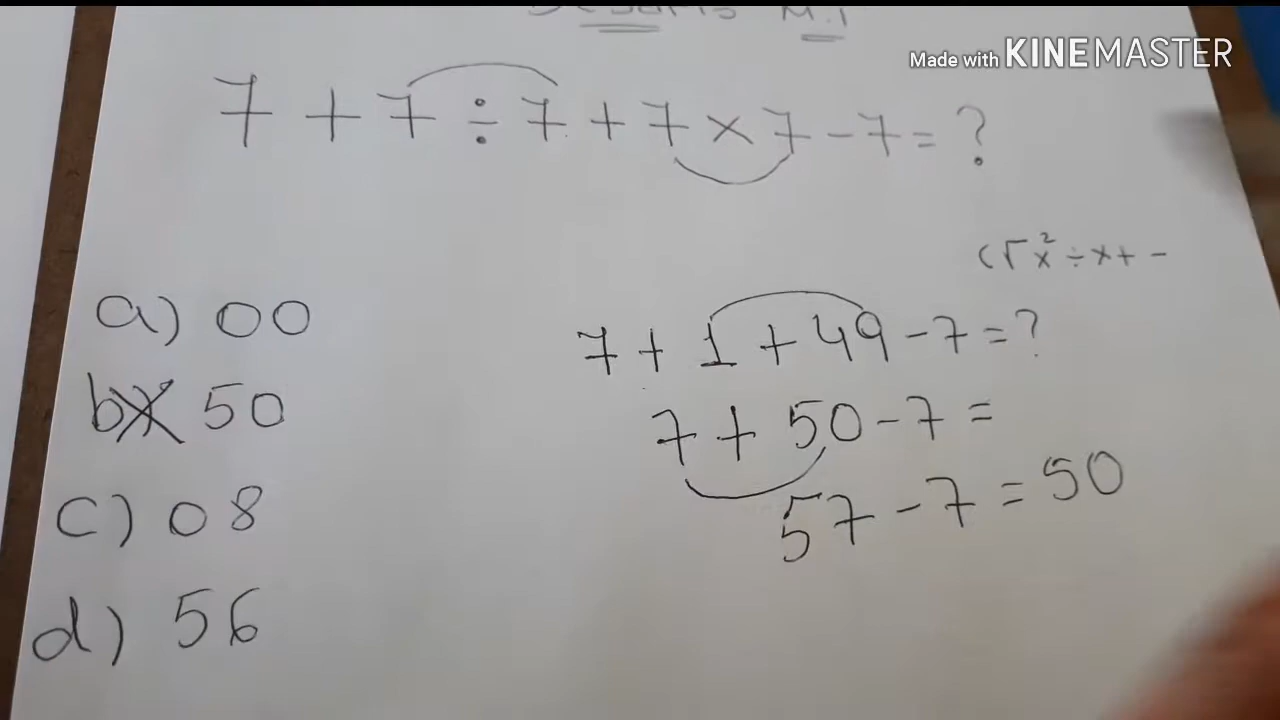 Made with KINEMASTER
7 + 7 ÷ 7 + 7 × 7 - 7 = ?
( √ x² ÷ × + -
a) 00
7 + 1 + 49 - 7 = ?
b) 50
7 + 50 - 7 =
c) 08
57 - 7 = 50
d) 56